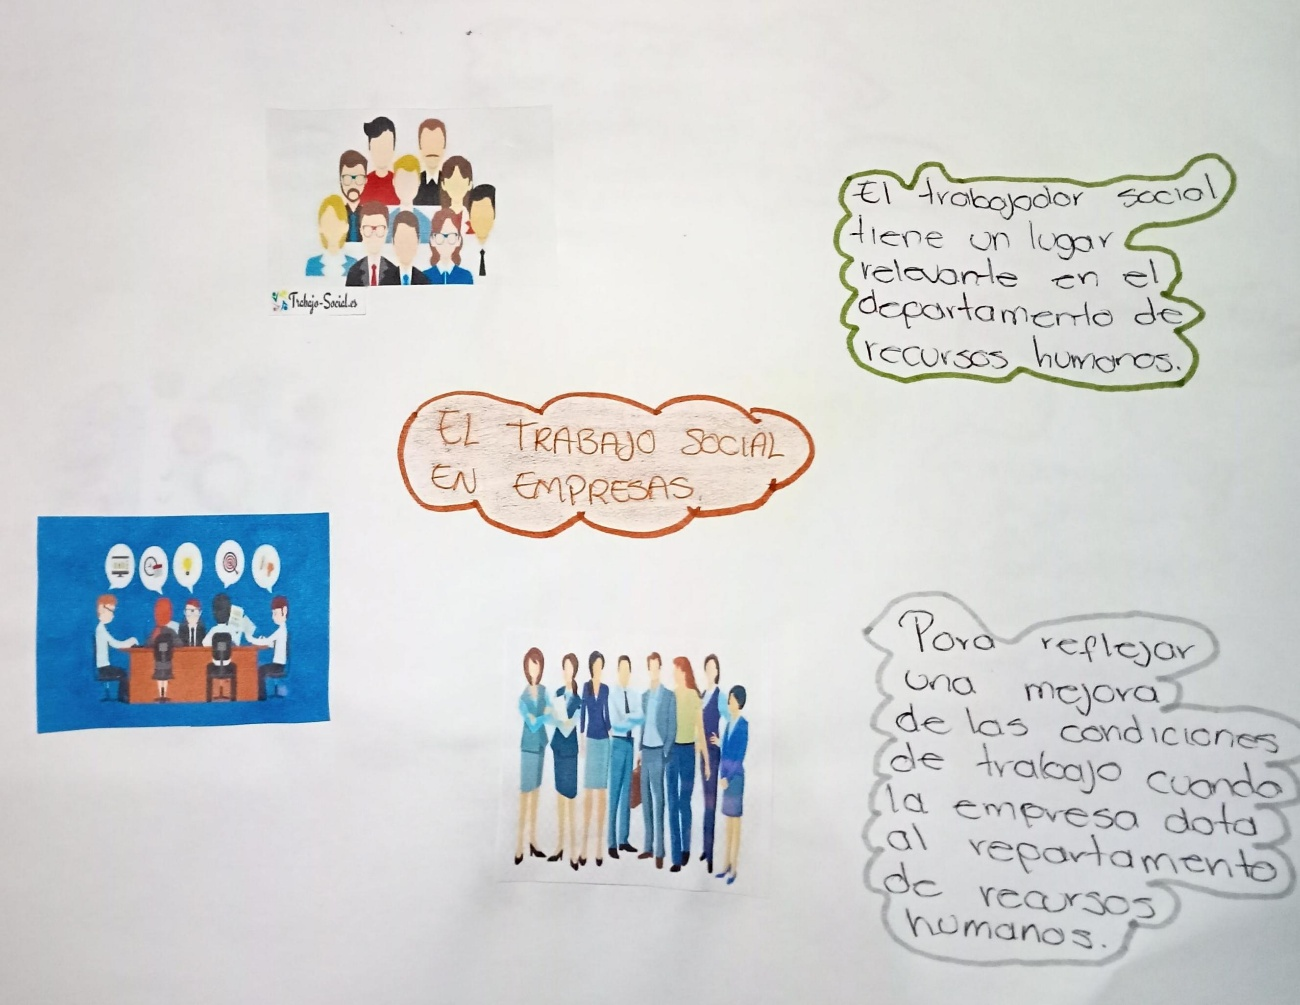 Trabajo-Social.es
El trabajador social
tiene un lugar
relevante en el
departamento de
recursos humanos.
EL TRABAJO SOCIAL
EN EMPRESAS.
Para reflejar
una mejora
de las condiciones
de trabajo cuando
la empresa dota
al repartamento
de recursos
humanos.